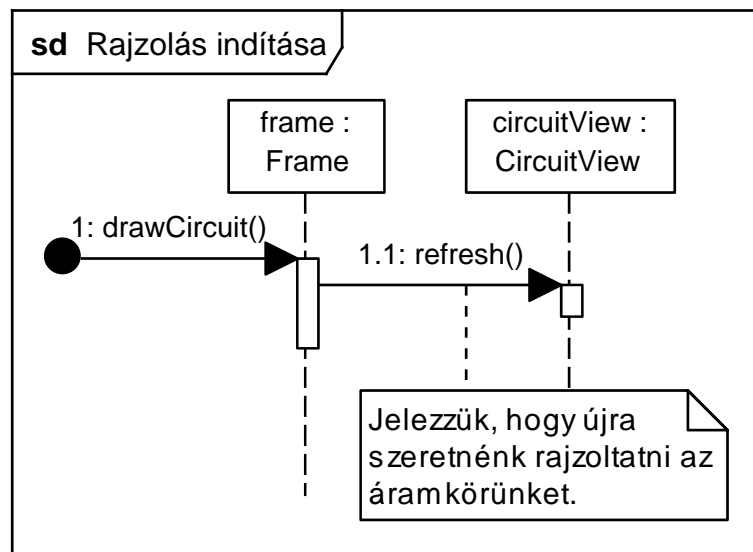 sd Rajzolás indítása
frame :
Frame
circuitView :
CircuitView
1: drawCircuit()
1.1: refresh()
Jelezzük, hogy újra
szeretnénk rajzoltatni az
áramkörünket.